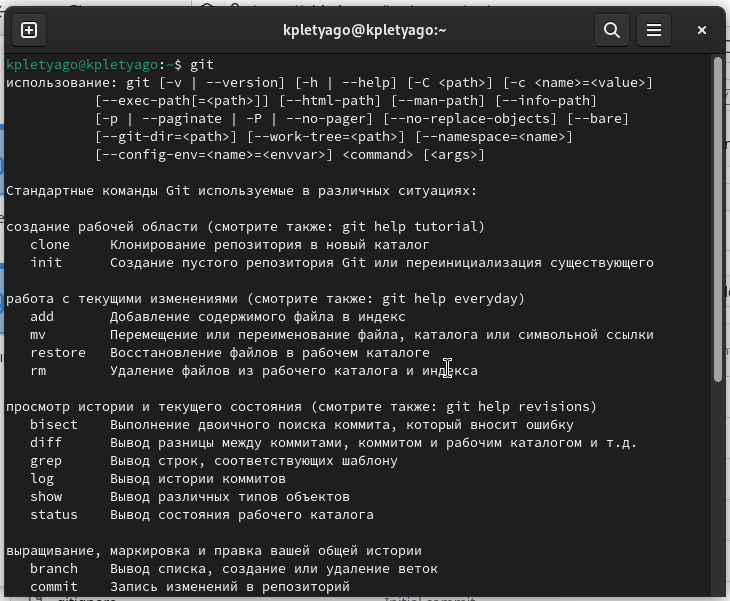 kpletyago@kpletyago:~
kpletyago@kpletyago:~$ git
использование: git [-v | --version] [-h | --help] [-C <path>] [-c <name>=<value>]
[--exec-path[=<path>]] [--html-path] [--man-path] [--info-path]
[-p | --paginate | -P | --no-pager] [--no-replace-objects] [--bare]
[--git-dir=<path>] [--work-tree=<path>] [--namespace=<name>]
[--config-env=<name>=<envvar>] <command> [<args>]
Стандартные команды Git используемые в различных ситуациях:
создание рабочей области (смотрите также: git help tutorial)
clone Клонирование репозитория в новый каталог
init Создание пустого репозитория Git или переинициализация существующего
работа с текущими изменениями (смотрите также: git help everyday)
add Добавление содержимого файла в индекс
mv Перемещение или переименование файла, каталога или символьной ссылки
restore Восстановление файлов в рабочем каталоге
rm Удаление файлов из рабочего каталога и индекса
просмотр истории и текущего состояния (смотрите также: git help revisions)
bisect Выполнение двоичного поиска коммита, который вносит ошибку
diff Вывод разницы между коммитами, коммитом и рабочим каталогом и т.д.
grep Вывод строк, соответствующих шаблону
log Вывод истории коммитов
show Вывод различных типов объектов
status Вывод состояния рабочего каталога
выращивание, маркировка и правка вашей общей истории
branch Вывод списка, создание или удаление веток
commit Запись изменений в репозиторий